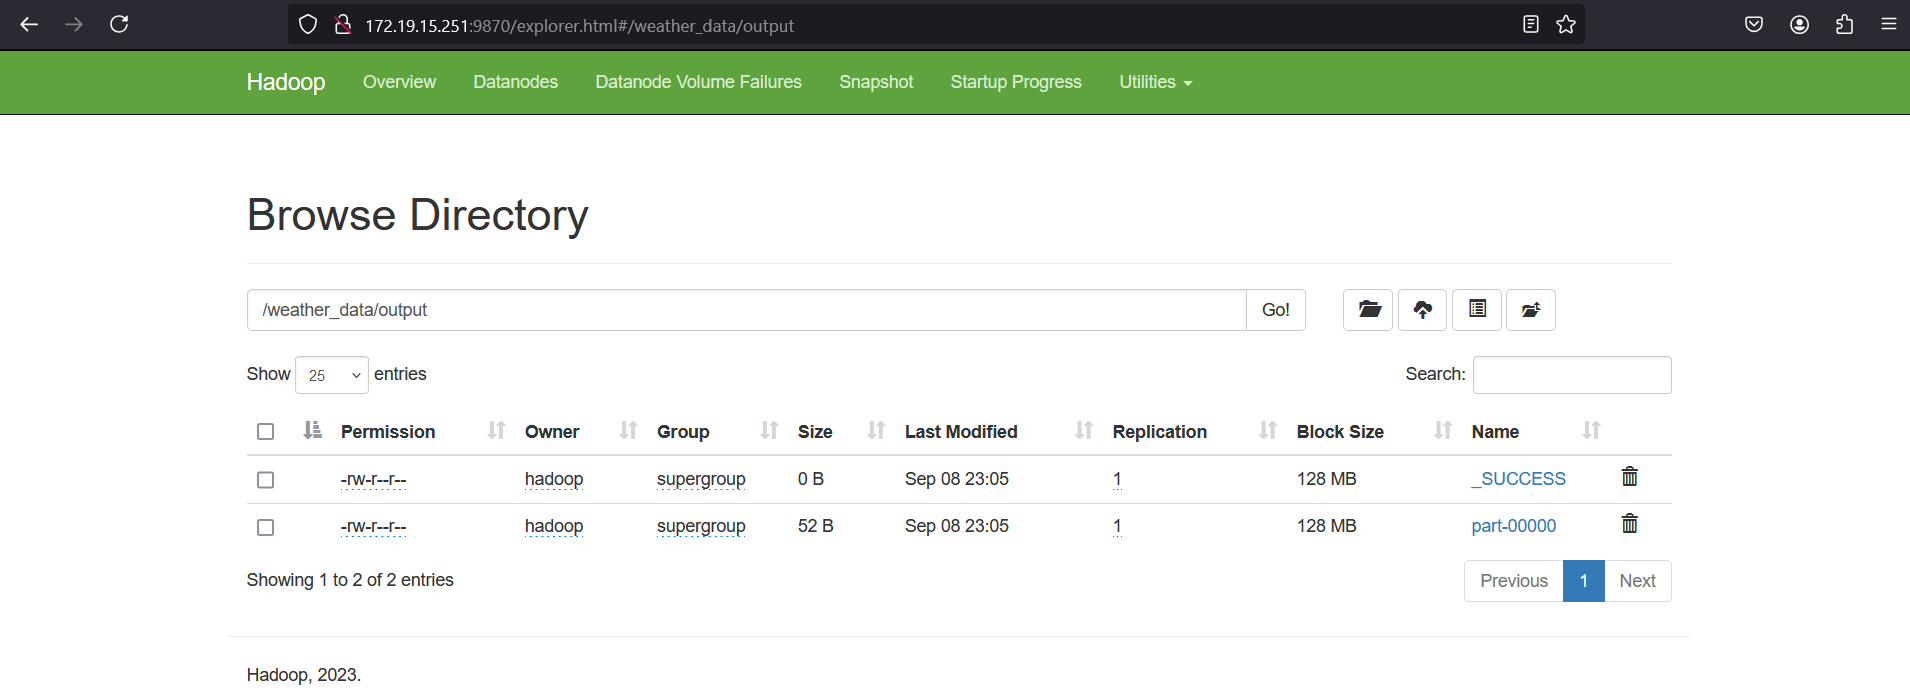 172.19.15.251:9870/explorer.html#/weather_data/output
Hadoop Overview Datanodes Datanode Volume Failures Snapshot Startup Progress Utilities
Browse Directory
/weather_data/output Go!
Show 25 entries Search:
Permission Owner Group Size Last Modified Replication Block Size Name
-rw-r--r-- hadoop supergroup 0 B Sep 08 23:05 1 128 MB _SUCCESS
-rw-r--r-- hadoop supergroup 52 B Sep 08 23:05 1 128 MB part-00000
Showing 1 to 2 of 2 entries Previous 1 Next
Hadoop, 2023.